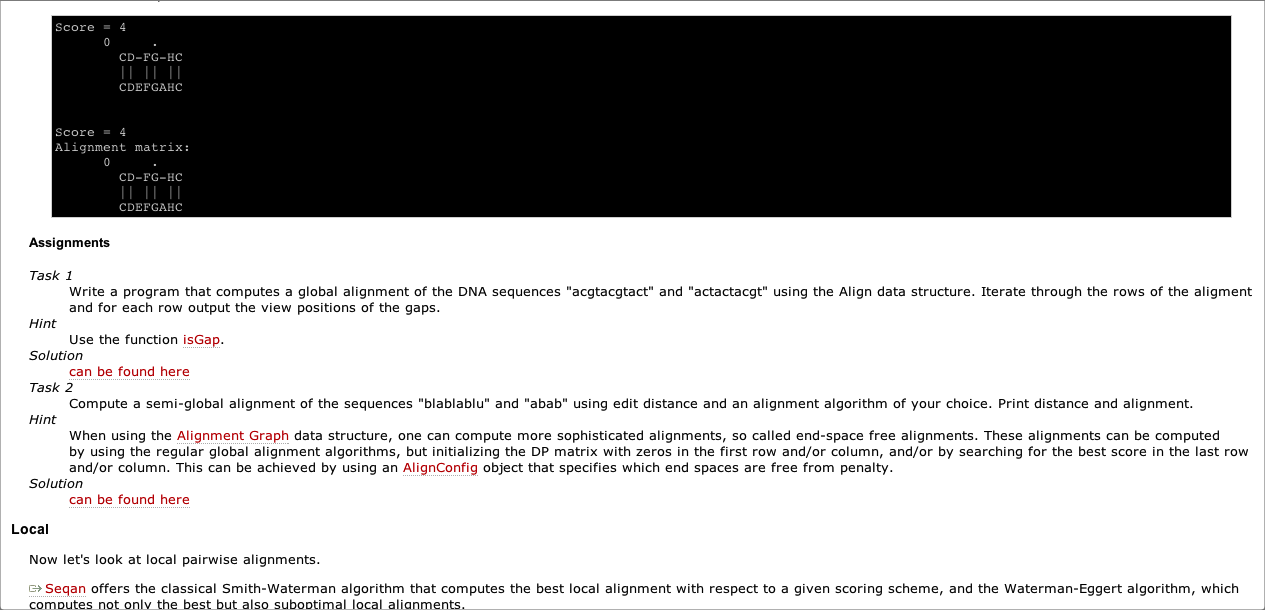 Score = 4
0     .
CD-FG-HC
|| || ||
CDEFGAHC
Score = 4
Alignment matrix:
0     .
CD-FG-HC
|| || ||
CDEFGAHC
Assignments
Task 1
Write a program that computes a global alignment of the DNA sequences "acgtacgtact" and "actactacgt" using the Align data structure. Iterate through the rows of the aligment
and for each row output the view positions of the gaps.
Hint
Use the function isGap.
Solution
can be found here
Task 2
Compute a semi-global alignment of the sequences "blablablu" and "abab" using edit distance and an alignment algorithm of your choice. Print distance and alignment.
Hint
When using the Alignment Graph data structure, one can compute more sophisticated alignments, so called end-space free alignments. These alignments can be computed
by using the regular global alignment algorithms, but initializing the DP matrix with zeros in the first row and/or column, and/or by searching for the best score in the last row
and/or column. This can be achieved by using an AlignConfig object that specifies which end spaces are free from penalty.
Solution
can be found here
Local
Now let's look at local pairwise alignments.
Seqan offers the classical Smith-Waterman algorithm that computes the best local alignment with respect to a given scoring scheme, and the Waterman-Eggert algorithm, which
computes not only the best but also suboptimal local alignments.